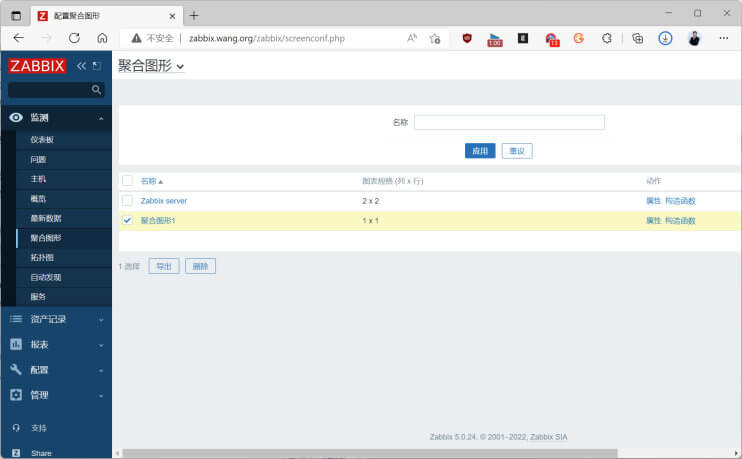 配置聚合图形
不安全 | zabbix.wang.org/zabbix/screenconf.php
1.00
13
ZABBIX
聚合图形
监测
仪表板
问题
主机
概览
最新数据
聚合图形
拓扑图
自动发现
服务
资产记录
报表
配置
管理
支持
Share
名称
应用 重设
名称 图表规格 (列 x 行) 动作
Zabbix server 2 x 2 属性 构造函数
聚合图形1 1 x 1 属性 构造函数
1 选择 导出 删除
Zabbix 5.0.24. © 2001–2022, Zabbix SIA